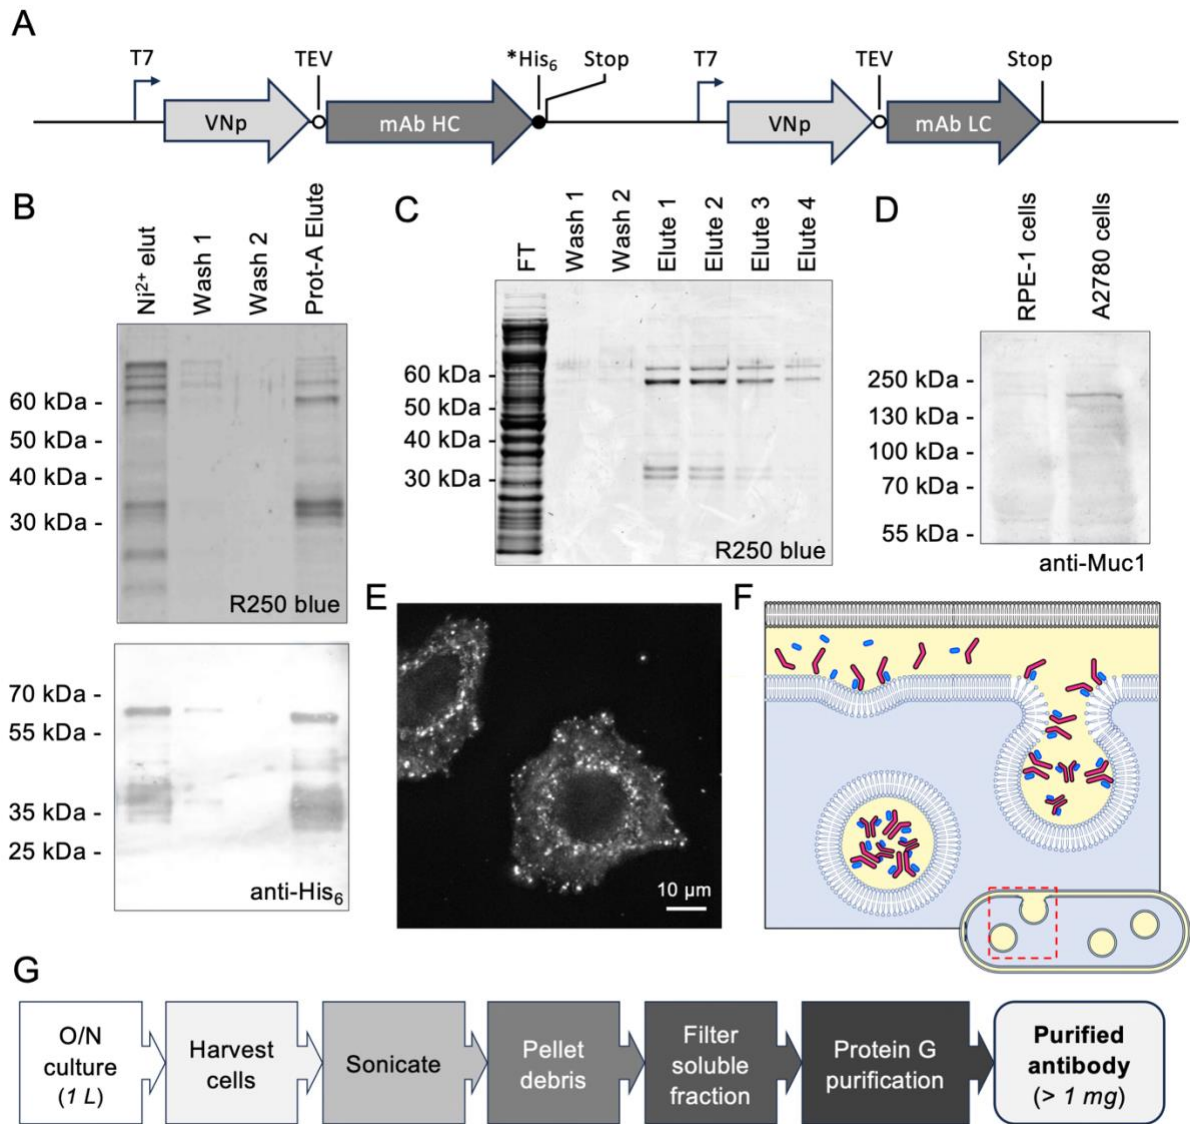 A
T7
TEV
*His₆
Stop
T7
TEV
Stop
VNp
mAb HC
VNp
mAb LC
B
Ni²⁺ elut
Wash 1
Wash 2
Prot-A Elute
60 kDa -
50 kDa -
40 kDa -
30 kDa -
R250 blue
70 kDa -
55 kDa -
35 kDa -
25 kDa -
anti-His₆
C
FT
Wash 1
Wash 2
Elute 1
Elute 2
Elute 3
Elute 4
60 kDa -
50 kDa -
40 kDa -
30 kDa -
R250 blue
D
RPE-1 cells
A2780 cells
250 kDa -
130 kDa -
100 kDa -
70 kDa -
55 kDa -
anti-Muc1
E
10 µm
F
G
O/N
culture
(1 L)
Harvest
cells
Sonicate
Pellet
debris
Filter
soluble
fraction
Protein G
purification
Purified
antibody
(> 1 mg)